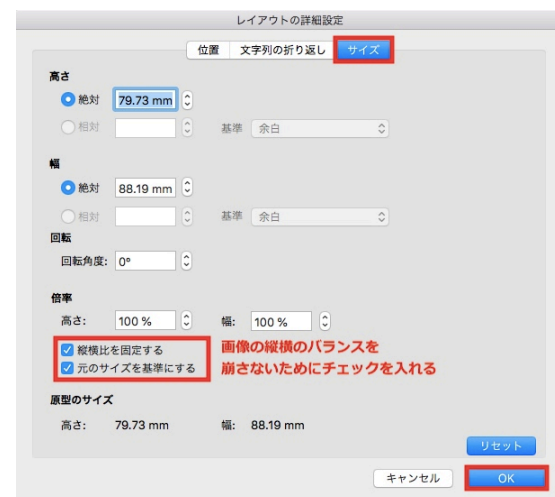 レイアウトの詳細設定
位置 文字列の折り返し サイズ
高さ
絶対 79.73 mm
相対 基準 余白
幅
絶対 88.19 mm
相対 基準 余白
回転
回転角度: 0°
倍率
高さ: 100 % 幅: 100 %
縦横比を固定する 画像の縦横のバランスを
元のサイズを基準にする 崩さないためにチェックを入れる
原型のサイズ
高さ: 79.73 mm 幅: 88.19 mm
リセット
キャンセル OK